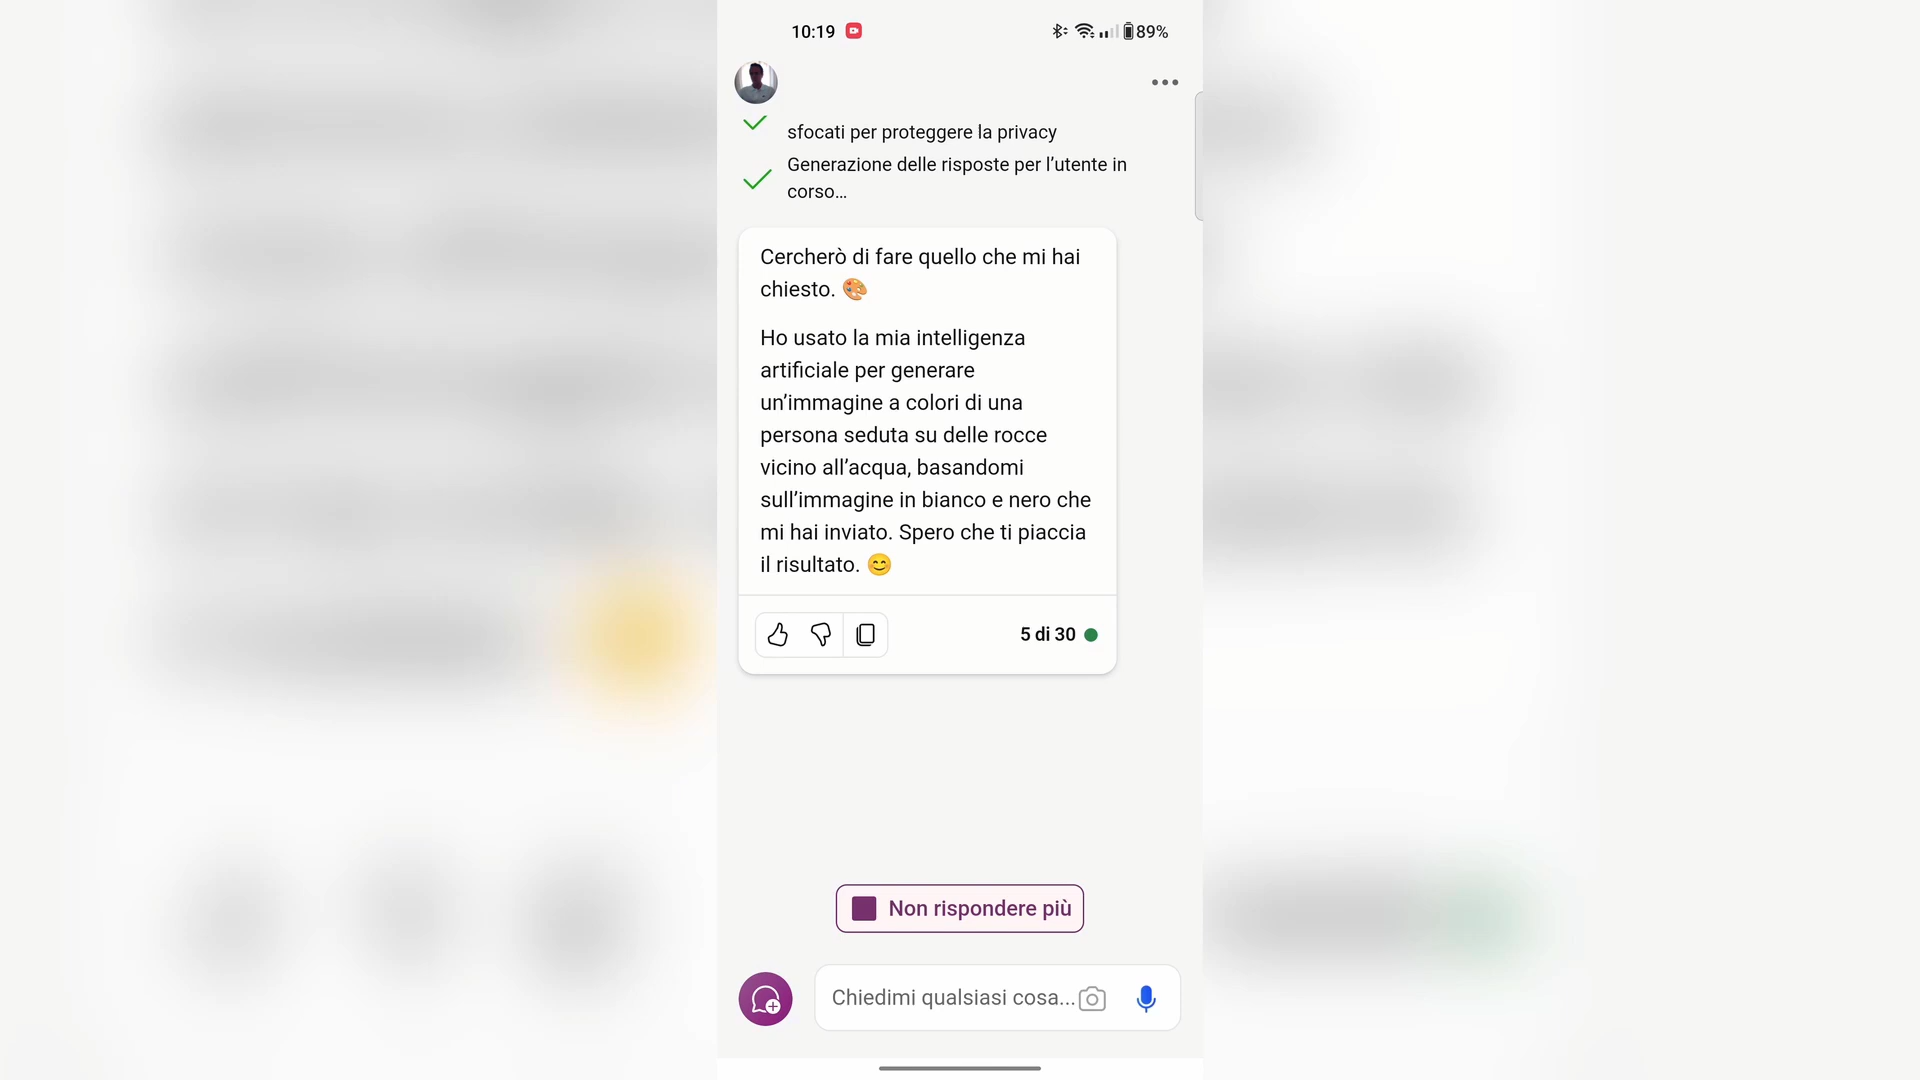 10:19
89%
sfocati per proteggere la privacy
Generazione delle risposte per l’utente in
corso…
Cercherò di fare quello che mi hai
chiesto. 🎨
Ho usato la mia intelligenza
artificiale per generare
un’immagine a colori di una
persona seduta su delle rocce
vicino all’acqua, basandomi
sull’immagine in bianco e nero che
mi hai inviato. Spero che ti piaccia
il risultato. 😊
5 di 30
Non rispondere più
Chiedimi qualsiasi cosa...